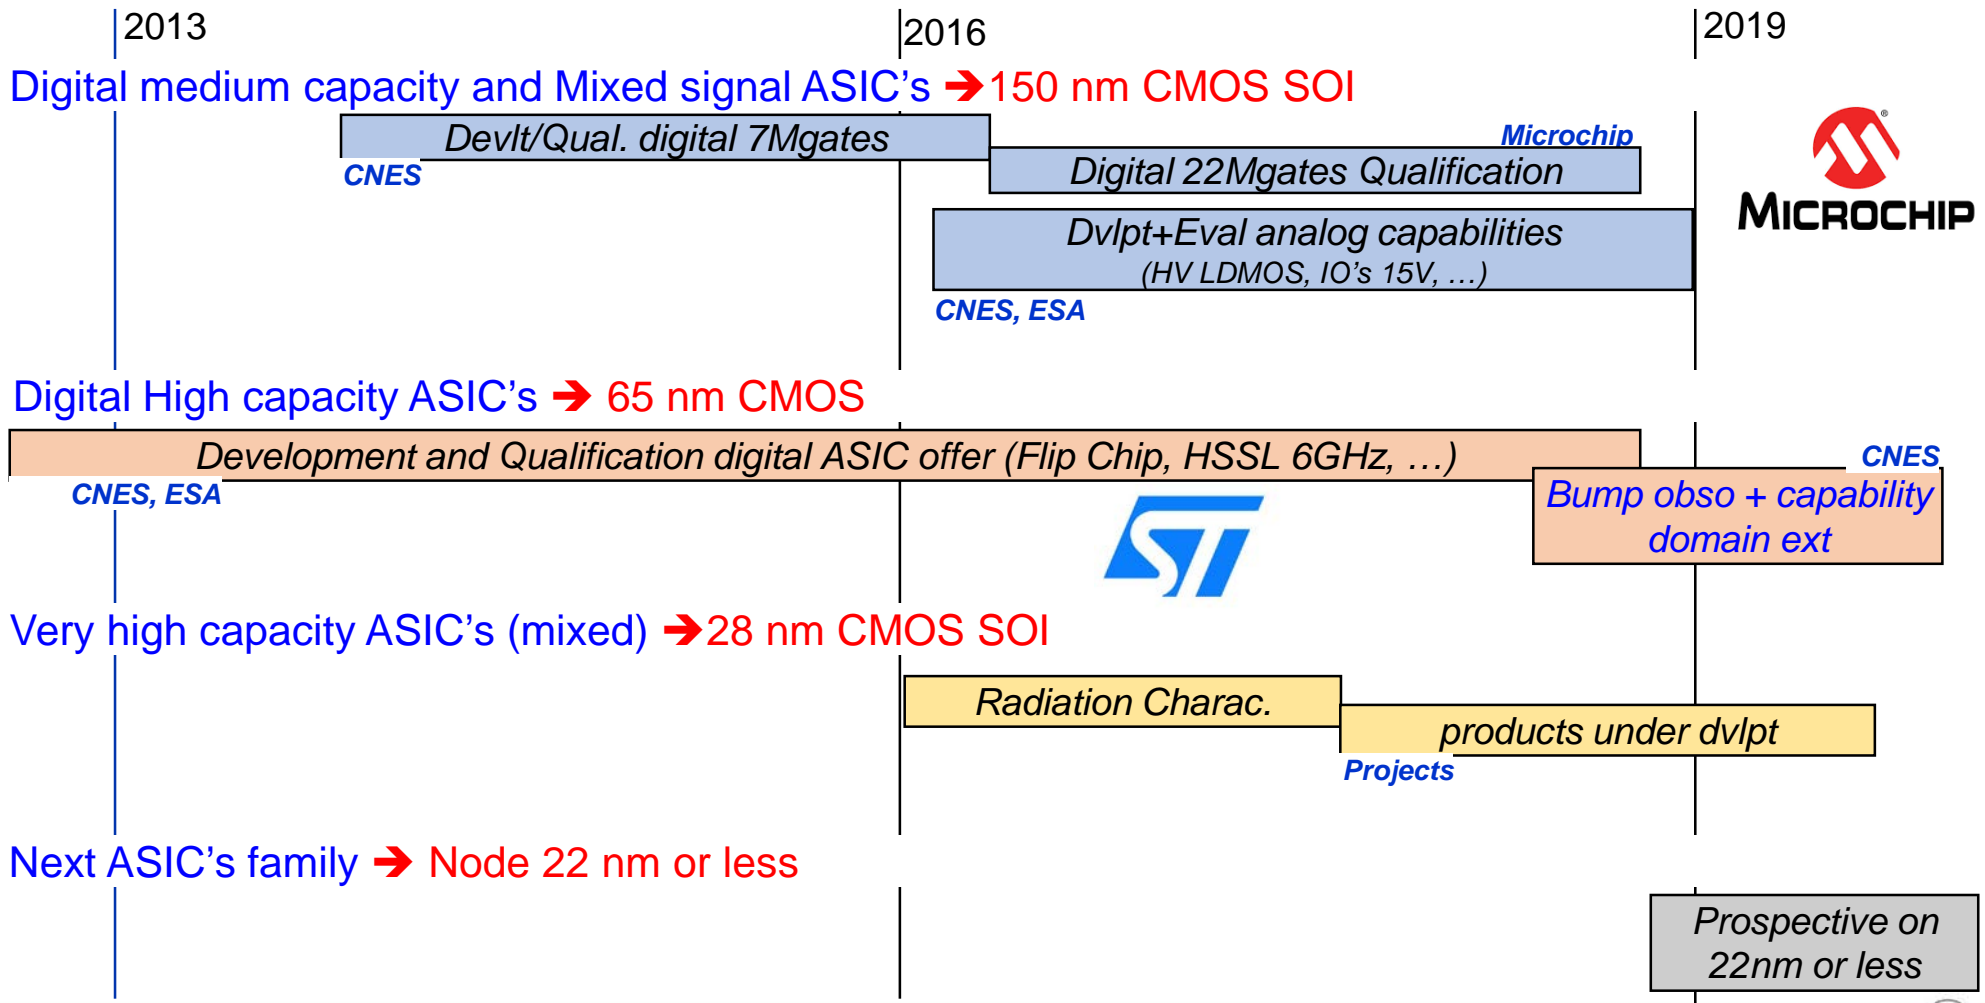 2013
2016
2019
Digital medium capacity and Mixed signal ASIC's ➔150 nm CMOS SOI
Devlt/Qual. digital 7Mgates
CNES
Microchip
Digital 22Mgates Qualification
Dvlpt+Eval analog capabilities
(HV LDMOS, IO's 15V, …)
CNES, ESA
®
MICROCHIP
Digital High capacity ASIC's ➔ 65 nm CMOS
Development and Qualification digital ASIC offer (Flip Chip, HSSL 6GHz, …)
CNES, ESA
CNES
Bump obso + capability
domain ext
ST
Very high capacity ASIC's (mixed) ➔28 nm CMOS SOI
Radiation Charac.
products under dvlpt
Projects
Next ASIC's family ➔ Node 22 nm or less
Prospective on
22nm or less